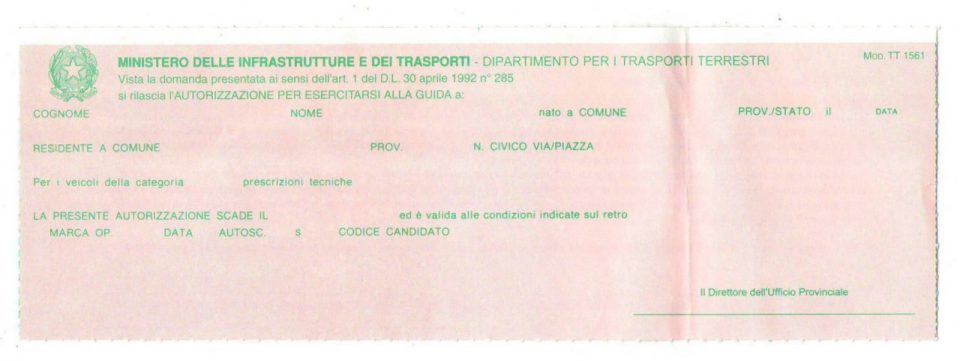 MINISTERO DELLE INFRASTRUTTURE E DEI TRASPORTI - DIPARTIMENTO PER I TRASPORTI TERRESTRI
MOD. TT 1561
Vista la domanda presentata ai sensi dell'art. 1 del D.L. 30 aprile 1992 n° 285
si rilascia l'AUTORIZZAZIONE PER ESERCITARSI ALLA GUIDA a:
COGNOME NOME nato a COMUNE PROV./STATO il DATA
RESIDENTE A COMUNE PROV. N. CIVICO VIA/PIAZZA
Per i veicoli della categoria prescrizioni tecniche
LA PRESENTE AUTORIZZAZIONE SCADE IL ed è valida alle condizioni indicate sul retro
MARCA OP. DATA AUTOSC. S CODICE CANDIDATO
Il Direttore dell'Ufficio Provinciale